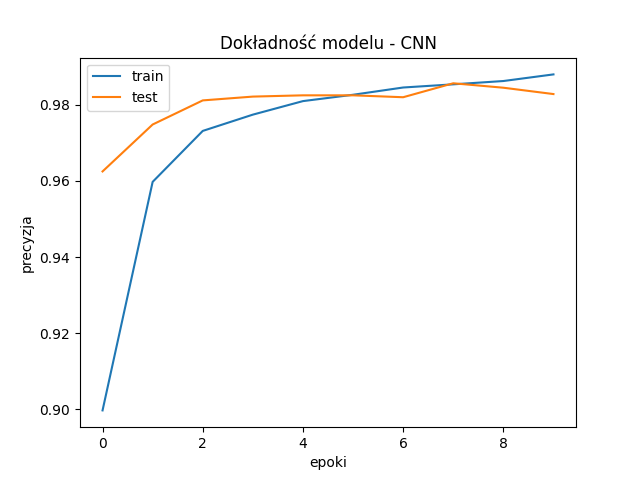 Dokładność modelu - CNN
train
test
0.98
0.96
0.94
0.92
0.90
precyzja
0 2 4 6 8
epoki